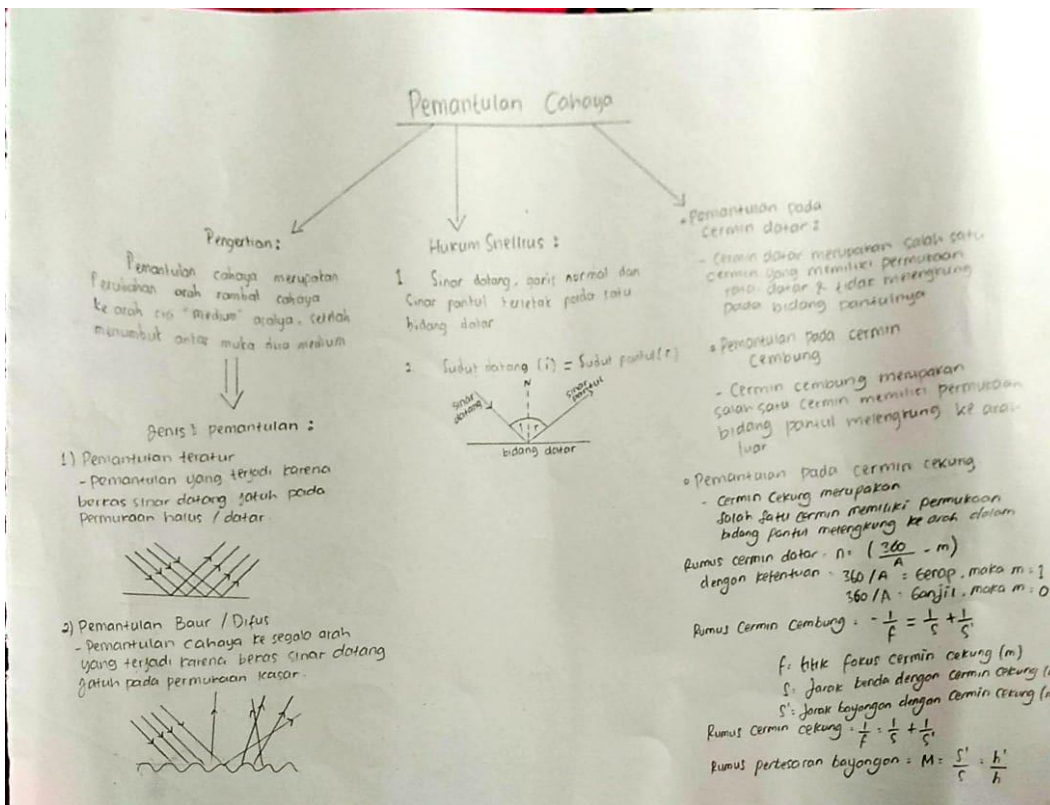 Pemantulan Cahaya
Pengertian :
Pemantulan cahaya merupakan
Perubahan arah rambat cahaya
ke arah sisi "medium" asalnya, setelah
menumbuk antar muka dua medium
Jenis² pemantulan :
1) Pemantulan teratur
- pemantulan yang terjadi karena
berkas sinar datang jatuh pada
Permukaan halus / datar.
2) Pemantulan Baur / Difus
- Pemantulan cahaya ke segala arah
yang terjadi karena beras sinar datang
jatuh pada permukaan kasar.
Hukum Snellius :
1 Sinar datang, garis normal dan
Sinar pantul terletak pada satu
bidang datar
2. Sudut datang (i) = Sudut pantul (r)
N
sinar
datang
sinar
pantul
i r
bidang datar
• Pemantulan pada
cermin datar :
- Cermin datar merupakan salah satu
cermin yang memiliki permukaan
rata datar & tidak melengkung
pada bidang pantulnya
• Pemantulan pada cermin
cembung
- Cermin cembung merupakan
salah satu cermin memiliki permukaan
bidang pantul melengkung ke arah
luar
• Pemantulan pada cermin cekung
- Cermin Cekung merupakan
Salah Satu cermin memiliki permukaan
bidang pantul melengkung ke arah dalam
Rumus cermin datar = n = (360/A - m)
dengan ketentuan = 360/A = Genap, maka m = 1
360/A = Ganjil, maka m = 0
Rumus Cermin Cembung = -1/f = 1/s + 1/s'
f = titik fokus cermin cekung (m)
S = Jarak benda dengan cermin cekung (
S' = Jarak bayangan dengan cermin cekung (
Rumus cermin cekung = 1/f = 1/s + 1/s'
Rumus perbesaran bayangan = M = s'/s = h'/h